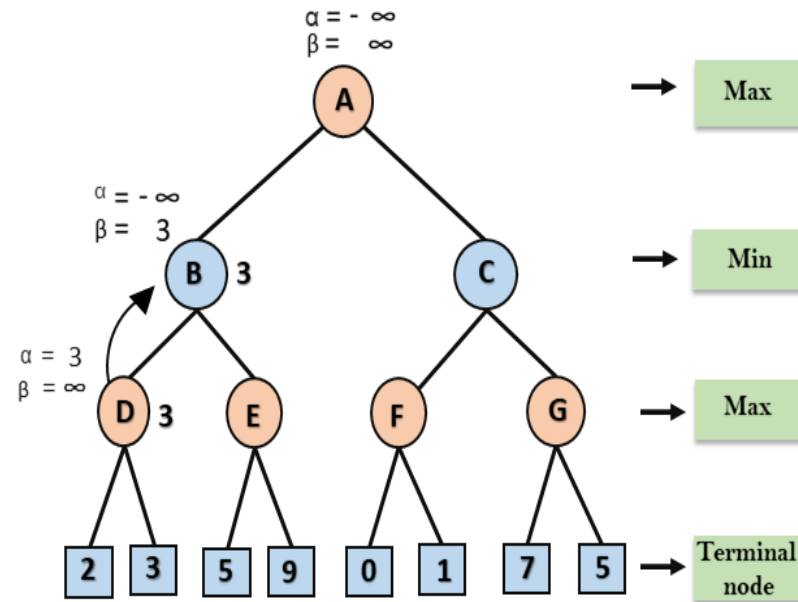 α = - ∞
β = ∞
A
Max
α = - ∞
β = 3
B 3
C
Min
α = 3
β = ∞
D 3
E
F
G
Max
2 3 5 9 0 1 7 5
Terminal
node